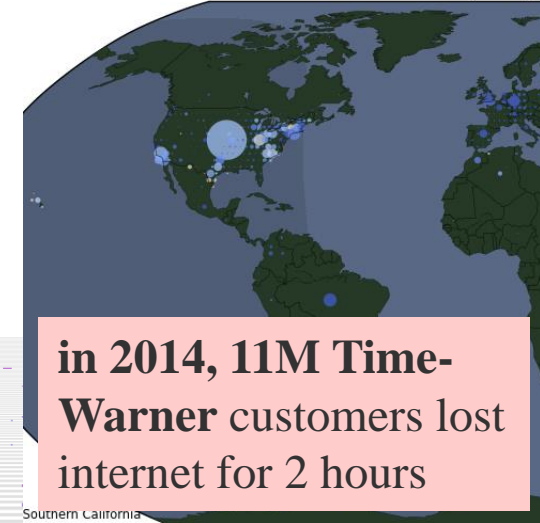 in 2014, 11M Time-
Warner customers lost
internet for 2 hours
Southern California